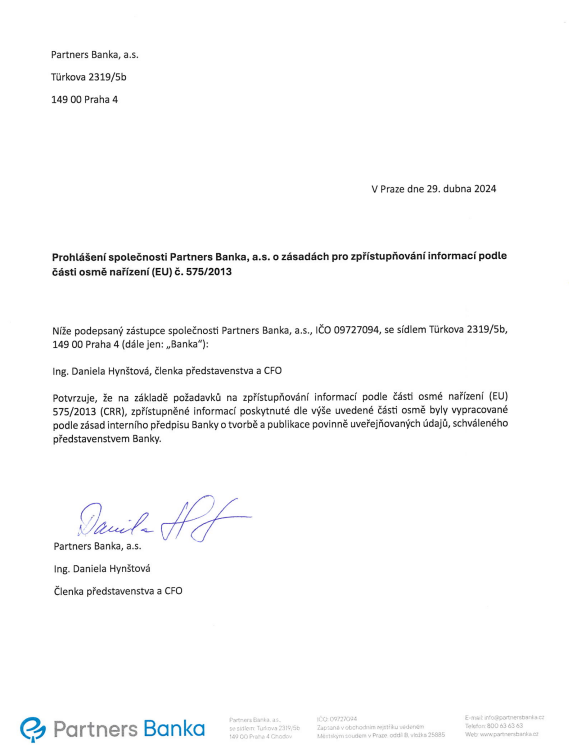 Partners Banka, a.s.
Türkova 2319/5b
149 00 Praha 4
V Praze dne 29. dubna 2024
Prohlášení společnosti Partners Banka, a.s. o zásadách pro zpřístupňování informací podle
části osmě nařízení (EU) č. 575/2013
Níže podepsaný zástupce společnosti Partners Banka, a.s., IČO 09727094, se sídlem Türkova 2319/5b,
149 00 Praha 4 (dále jen: „Banka“):
Ing. Daniela Hynštová, členka představenstva a CFO
Potvrzuje, že na základě požadavků na zpřístupňování informací podle části osmé nařízení (EU)
575/2013 (CRR), zpřístupněné informací poskytnuté dle výše uvedené části osmě byly vypracované
podle zásad interního předpisu Banky o tvorbě a publikace povinně uveřejňovaných údajů, schváleného
představenstvem Banky.
Partners Banka, a.s.
Ing. Daniela Hynštová
Členka představenstva a CFO
Partners Banka
Partners Banka, a.s.
se sídlem: Türkova 2319/5b
149 00 Praha 4 Chodov
IČO: 09727094
Zapsaná v obchodním rejstříku vedeném
Městským soudem v Praze: oddíl B, vložka 25885
E-mail: info@partnersbanka.cz
Telefon: 800 63 63 63
Web: www.partnersbanka.cz